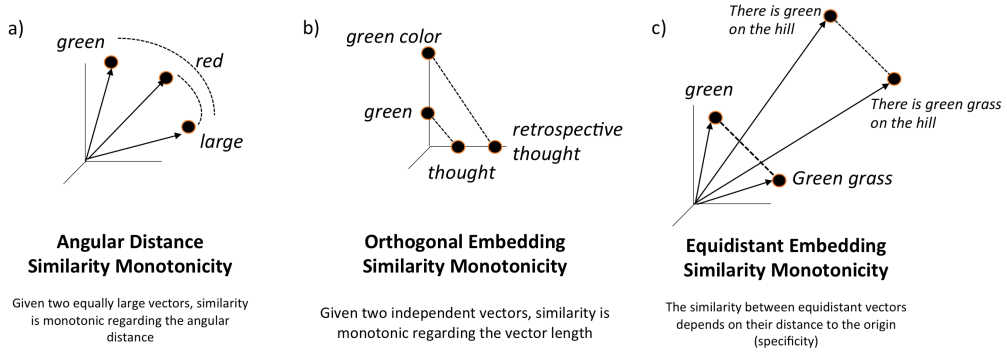 a)
green
red
large
Angular Distance
Similarity Monotonicity
Given two equally large vectors, similarity
is monotonic regarding the angular
distance
b)
green color
green
retrospective
thought
thought
Orthogonal Embedding
Similarity Monotonicity
Given two independent vectors, similarity is
monotonic regarding the vector length
c)
There is green
on the hill
There is green grass
on the hill
green
Green grass
Equidistant Embedding
Similarity Monotonicity
The similarity between equidistant vectors
depends on their distance to the origin
(specificity)